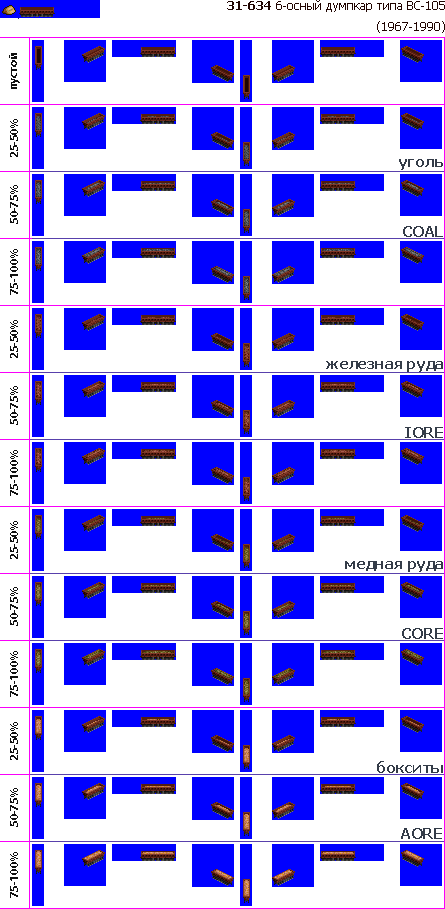 31-634 6-осный думпкар типа ВС-105
(1967-1990)
пустой
25-50%
уголь
50-75%
COAL
75-100%
25-50%
железная руда
50-75%
IORE
75-100%
25-50%
медная руда
50-75%
CORE
75-100%
25-50%
бокситы
50-75%
AORE
75-100%